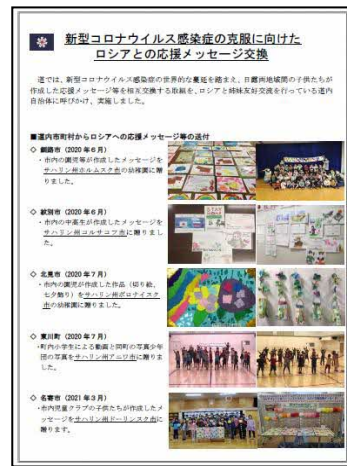 新型コロナウイルス感染症の克服に向けた
ロシアとの応援メッセージ交換
道では、新型コロナウイルス感染症の世界的な蔓延を踏まえ、日露両地域間の子供たちが
作成した応援メッセージ等を相互交換する取組を、ロシアと姉妹友好交流を行っている道内
自治体に呼びかけ、実施しました。
■道内市町村からロシアへの応援メッセージ等の送付
◇ 釧路市（2020年6月）
・市内の園児等が作成したメッセージを
サハリン州ホルムスク市の幼稚園に贈
りました。
◇ 紋別市（2020年6月）
・市内の中高生が作成したメッセージを
サハリン州コルサコフ市に贈りまし
た。
◇ 北見市（2020年7月）
・市内の園児が作成した作品（切り絵、
七夕飾り）をサハリン州ポロナイスク
市の幼稚園に贈りました。
◇ 東川町（2020年7月）
・町内小学生による動画と同町の写真少年
団の写真をサハリン州アニワ市に贈りま
した。
◇ 名寄市（2021年3月）
・市内児童クラブの子供たちが作成したメ
ッセージをサハリン州ドーリンスク市に
贈ります。